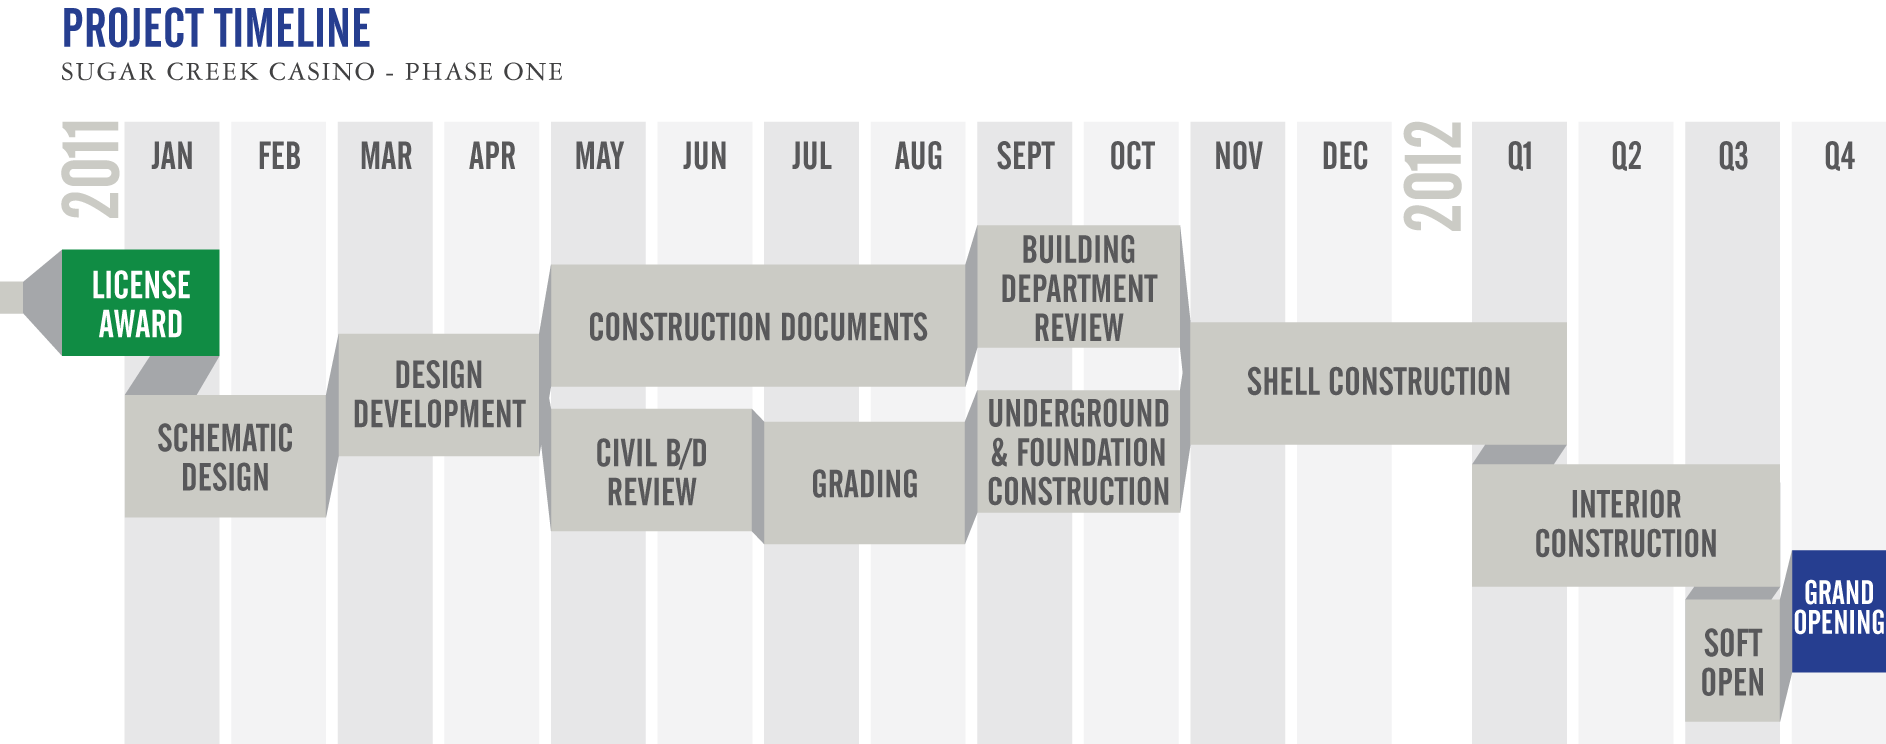 PROJECT TIMELINE
SUGAR CREEK CASINO - PHASE ONE
2011
JAN FEB MAR APR MAY JUN JUL AUG SEPT OCT NOV DEC
2012
Q1 Q2 Q3 Q4
LICENSE
AWARD
SCHEMATIC
DESIGN
DESIGN
DEVELOPMENT
CONSTRUCTION DOCUMENTS
CIVIL B/D
REVIEW
GRADING
BUILDING
DEPARTMENT
REVIEW
UNDERGROUND
& FOUNDATION
CONSTRUCTION
SHELL CONSTRUCTION
INTERIOR
CONSTRUCTION
SOFT
OPEN
GRAND
OPENING